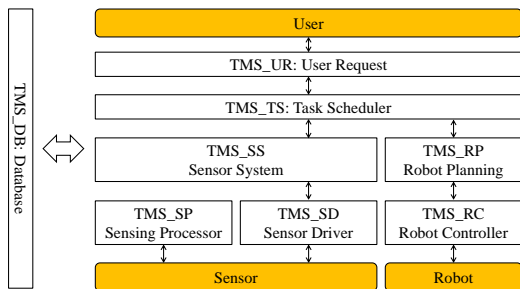 User
TMS_UR: User Request
TMS_TS: Task Scheduler
TMS_DB: Database
TMS_SS
Sensor System
TMS_RP
Robot Planning
TMS_SP
Sensing Processor
TMS_SD
Sensor Driver
TMS_RC
Robot Controller
Sensor
Robot